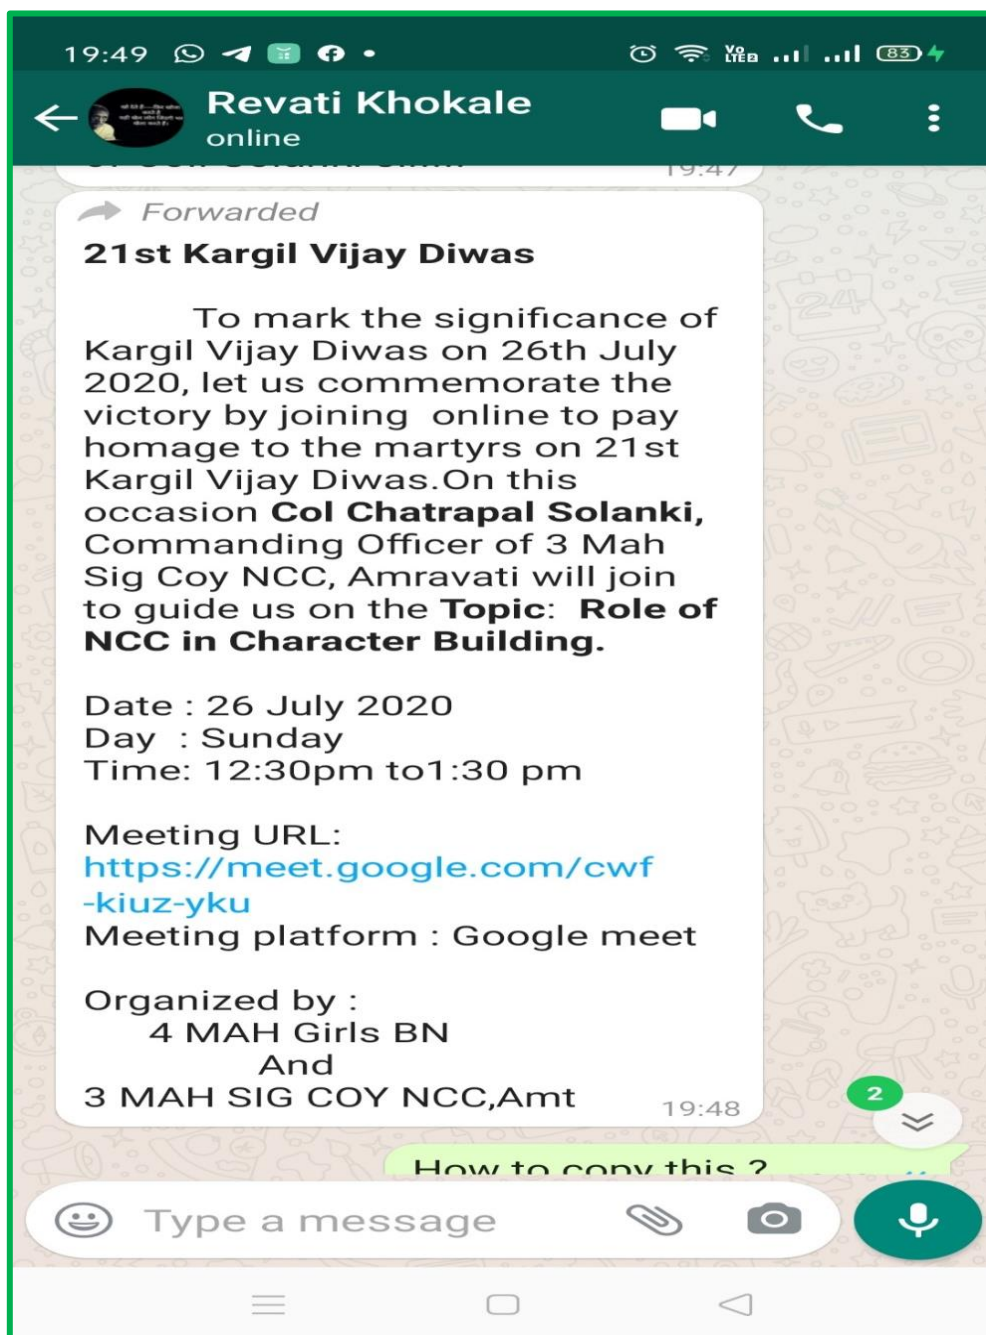 19:49
83
Revati Khokale
online
19:47
Forwarded
21st Kargil Vijay Diwas
To mark the significance of
Kargil Vijay Diwas on 26th July
2020, let us commemorate the
victory by joining online to pay
homage to the martyrs on 21st
Kargil Vijay Diwas.On this
occasion Col Chatrapal Solanki,
Commanding Officer of 3 Mah
Sig Coy NCC, Amravati will join
to guide us on the Topic: Role of
NCC in Character Building.
Date : 26 July 2020
Day : Sunday
Time: 12:30pm to1:30 pm
Meeting URL:
https://meet.google.com/cwf
-kiuz-yku
Meeting platform : Google meet
Organized by :
4 MAH Girls BN
And
3 MAH SIG COY NCC,Amt
19:48
2
How to copy this ?
Type a message